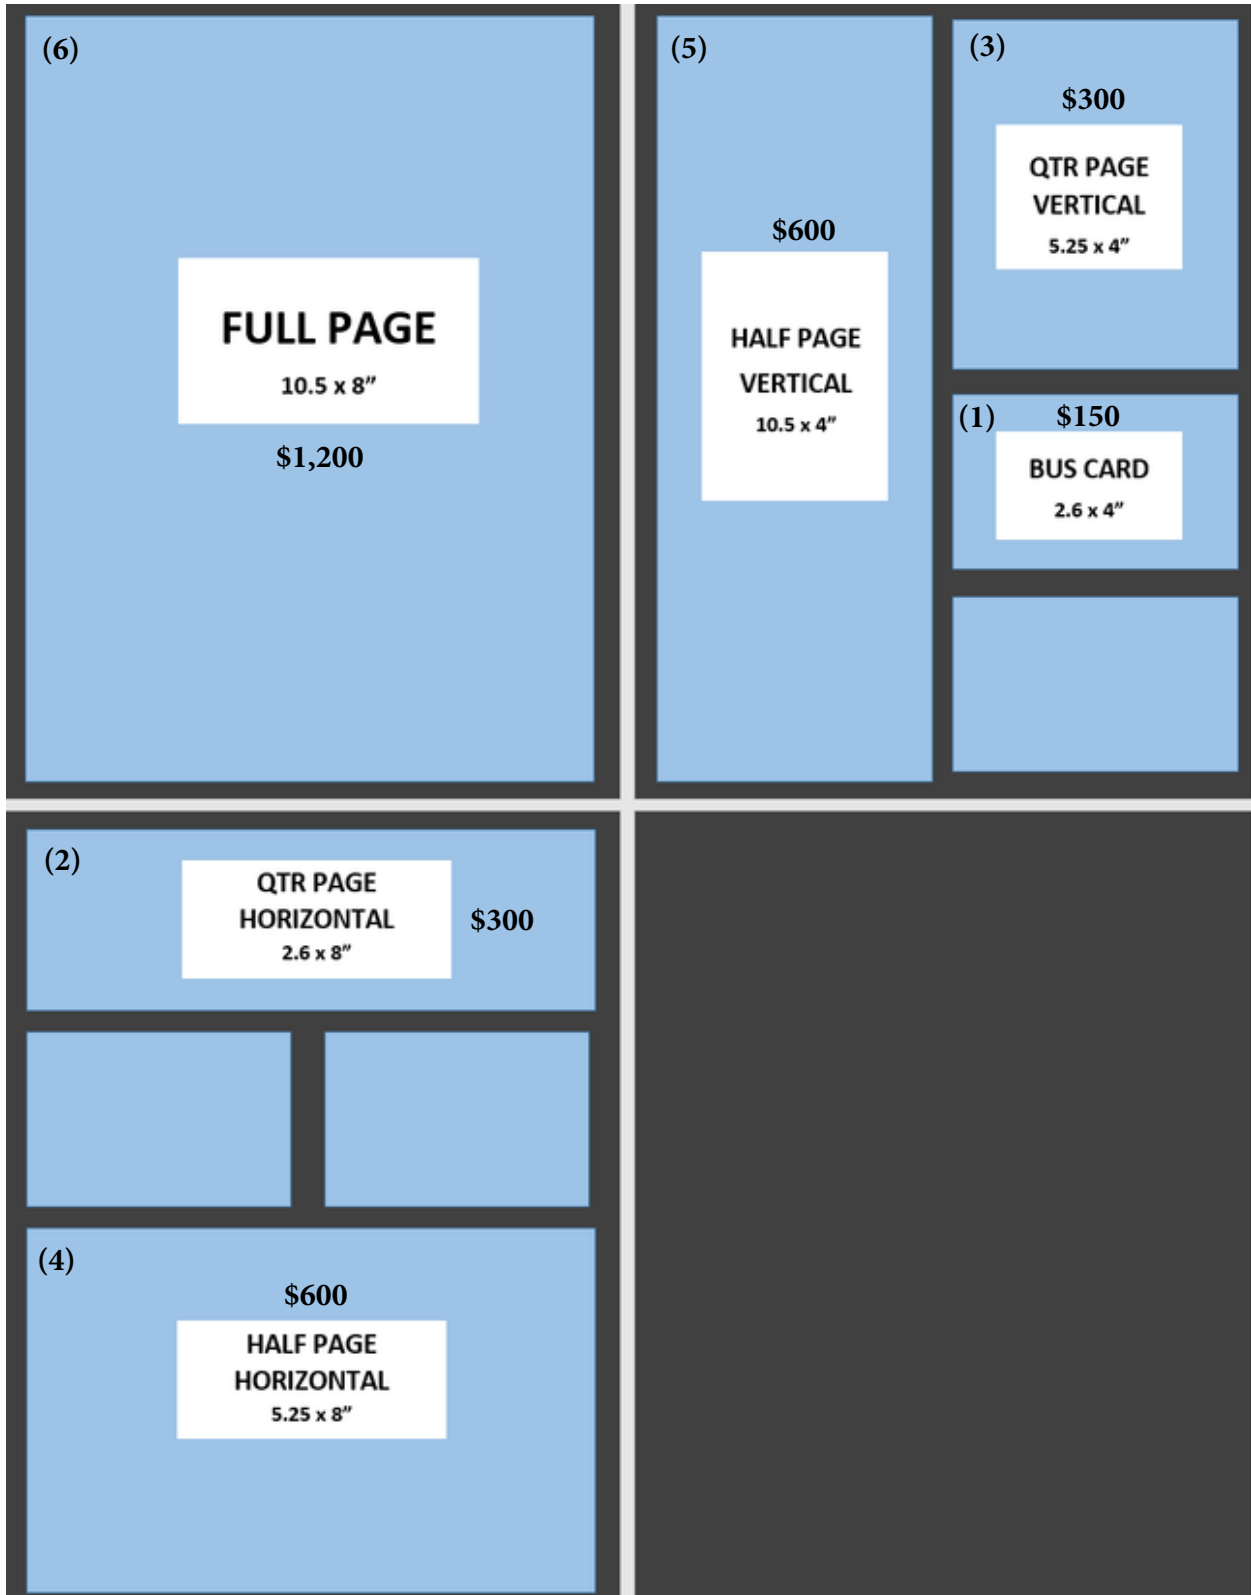 (6)
FULL PAGE
10.5 x 8”
$1,200
(5)
$600
HALF PAGE
VERTICAL
10.5 x 4”
(3)
$300
QTR PAGE
VERTICAL
5.25 x 4”
(1) $150
BUS CARD
2.6 x 4”
(2)
QTR PAGE
HORIZONTAL
2.6 x 8”
$300
(4)
$600
HALF PAGE
HORIZONTAL
5.25 x 8”